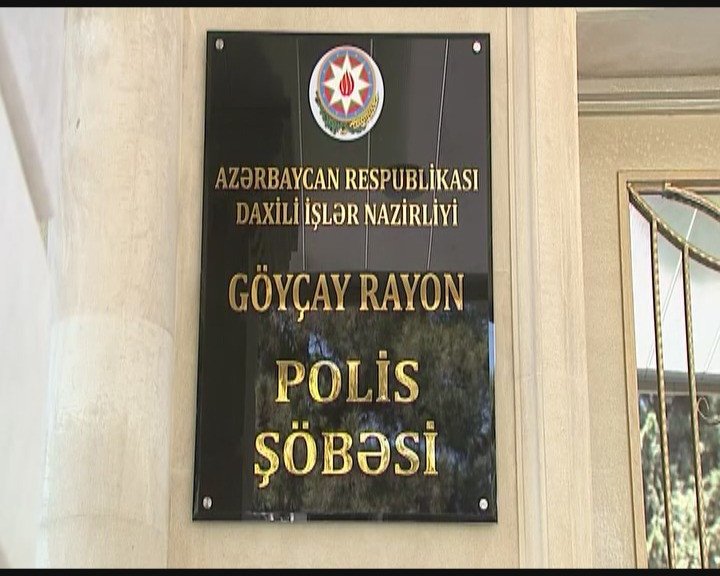 AZƏRBAYCAN RESPUBLİKASI
DAXİLİ İŞLƏR NAZİRLİYİ
GÖYÇAY RAYON
POLİS
ŞÖBƏSİ